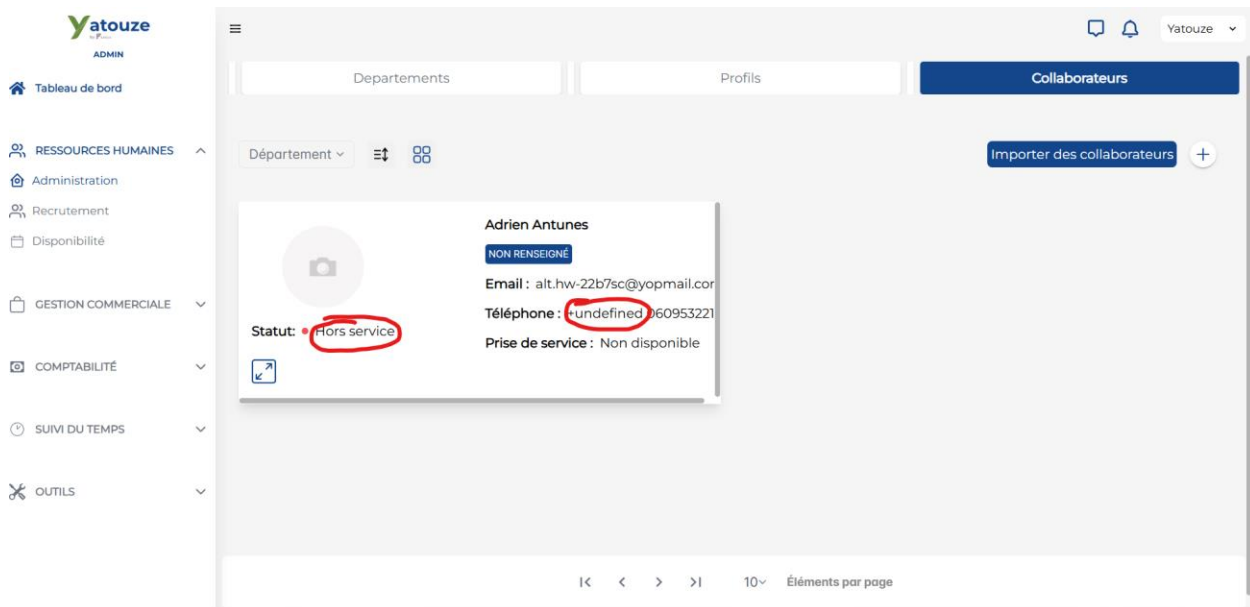 Yatouze
ADMIN
Yatouze
Tableau de bord
Departements
Profils
Collaborateurs
RESSOURCES HUMAINES
Administration
Recrutement
Disponibilité
GESTION COMMERCIALE
COMPTABILITÉ
SUIVI DU TEMPS
OUTILS
Département
Importer des collaborateurs
Adrien Antunes
NON RENSEIGNÉ
Email : alt.hw-22b7sc@yopmail.cor
Téléphone : +undefined 060953221
Prise de service : Non disponible
Statut: Hors service
10 Éléments par page